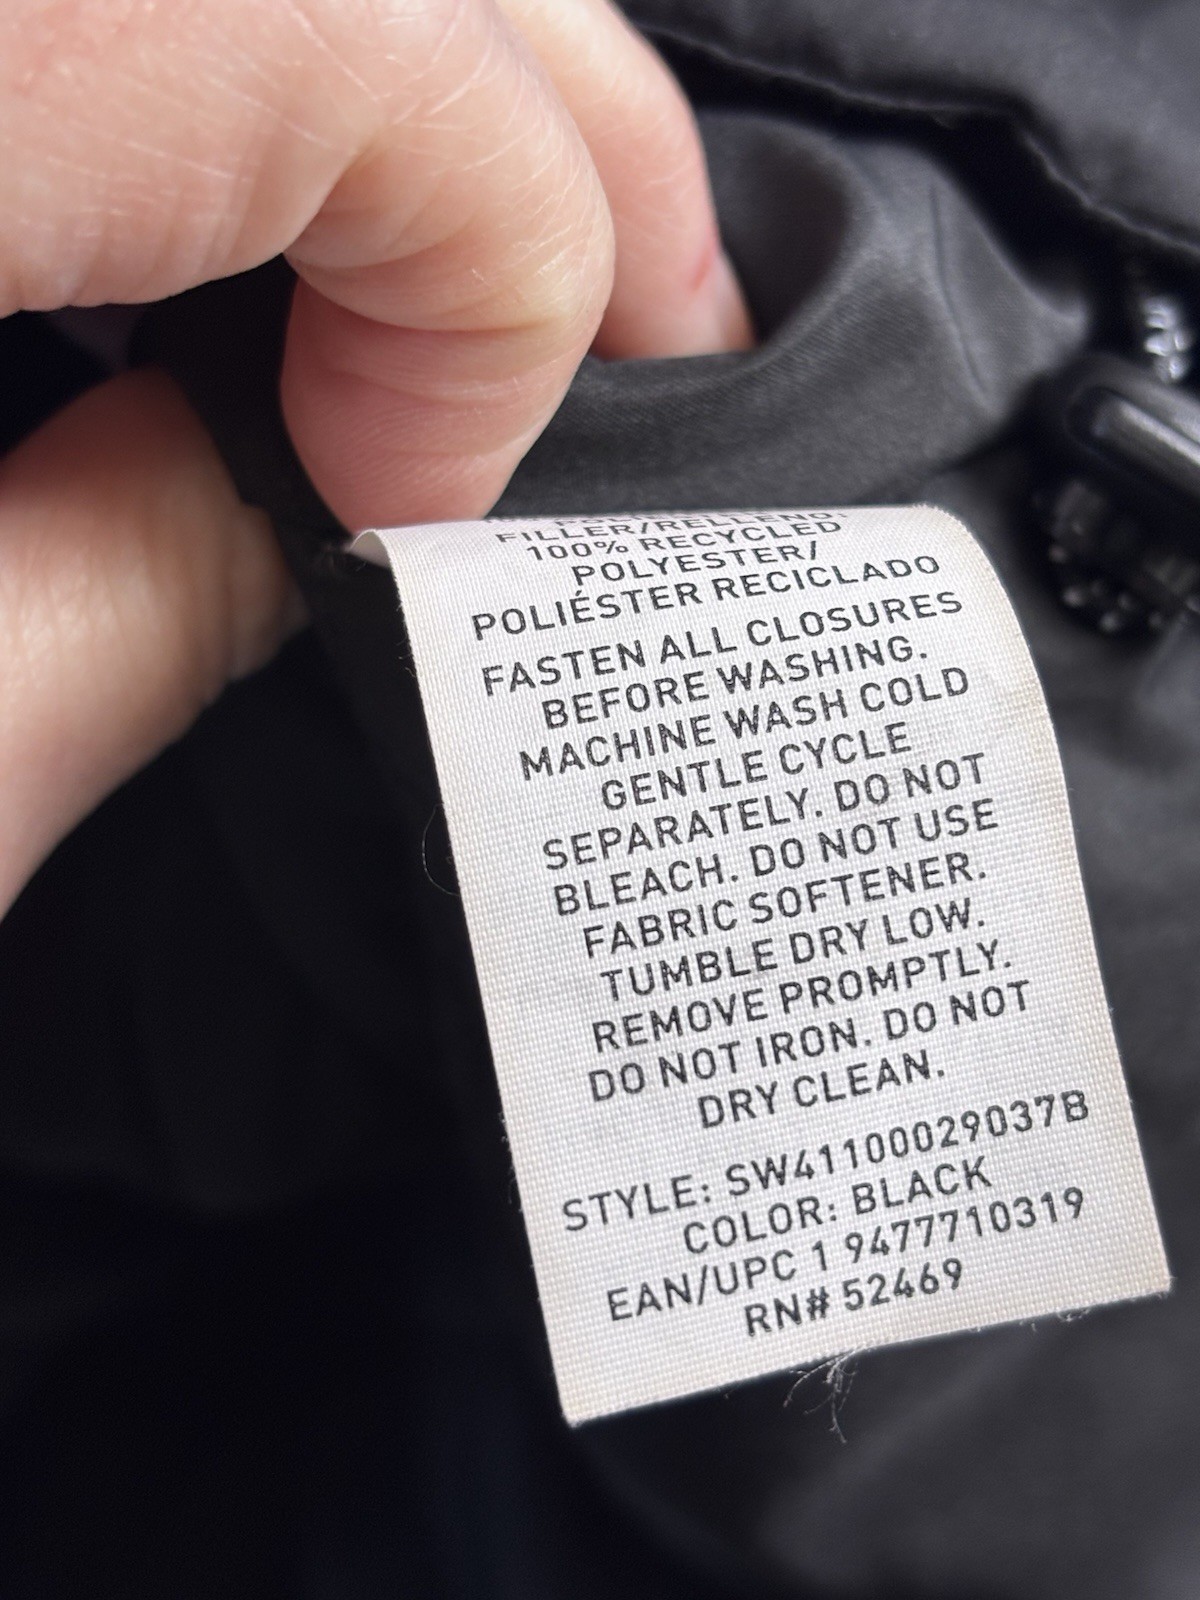 FILLER/RELLENO:
100% RECYCLED
POLYESTER/
POLIÉSTER RECICLADO
FASTEN ALL CLOSURES
BEFORE WASHING.
MACHINE WASH COLD
GENTLE CYCLE
SEPARATELY. DO NOT
BLEACH. DO NOT USE
FABRIC SOFTENER.
TUMBLE DRY LOW.
REMOVE PROMPTLY.
DO NOT IRON. DO NOT
DRY CLEAN.
STYLE: SW41100029037B
COLOR: BLACK
EAN/UPC 1 9477710319
RN# 52469